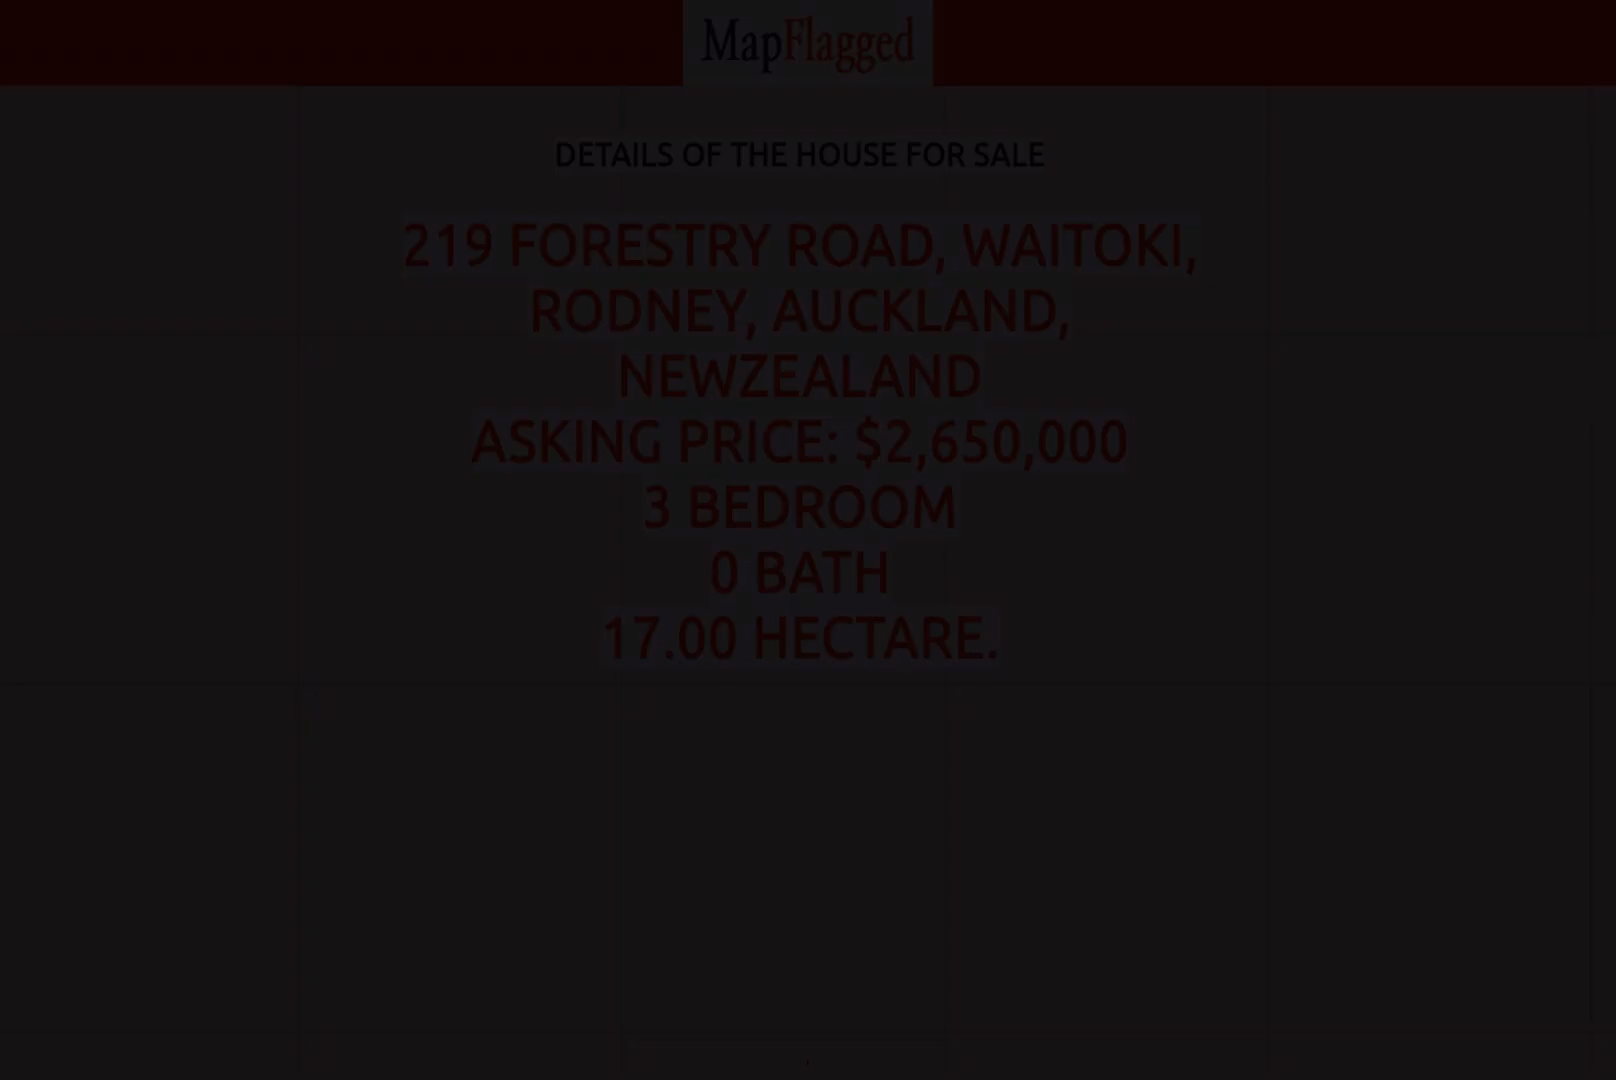 MapFlagged
DETAILS OF THE HOUSE FOR SALE
219 FORESTRY ROAD, WAITOKI,
RODNEY, AUCKLAND,
NEWZEALAND
ASKING PRICE: $2,650,000
3 BEDROOM
0 BATH
17.00 HECTARE.